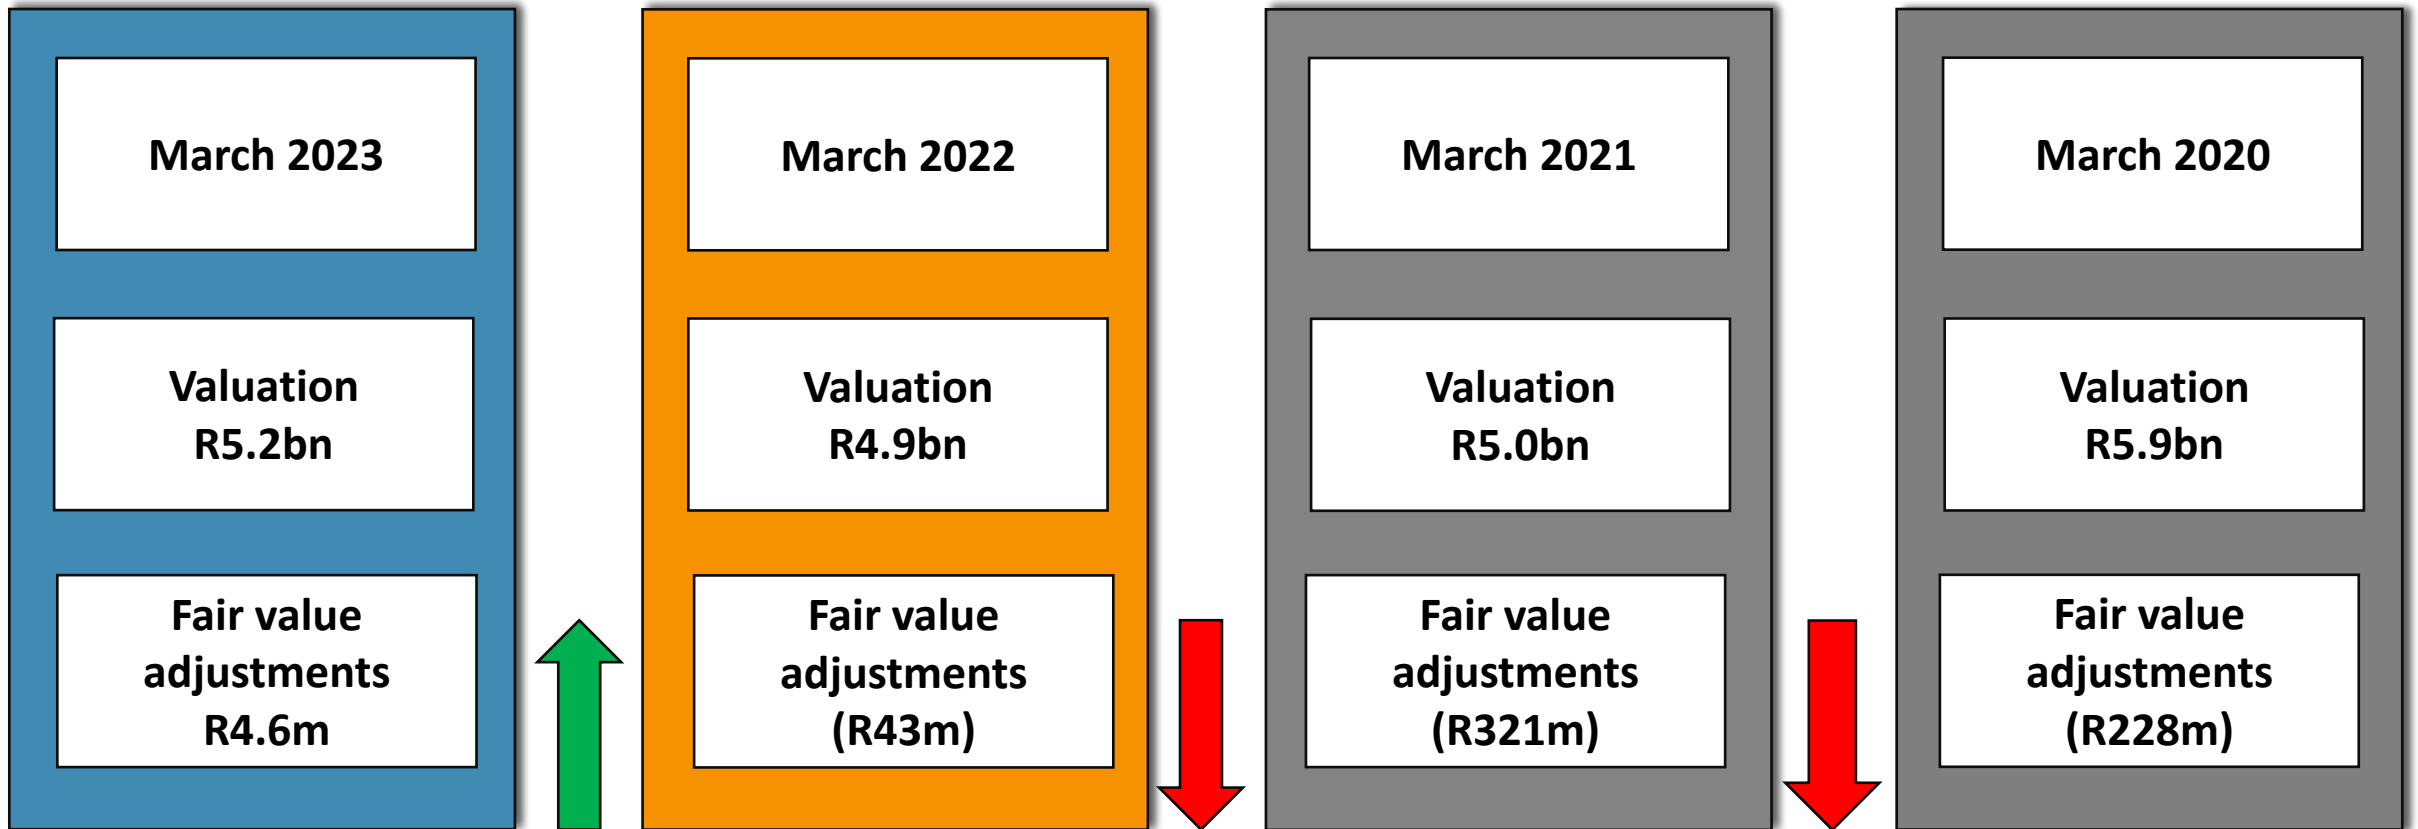 March 2023
Valuation
R5.2bn
Fair value
adjustments
R4.6m
March 2022
Valuation
R4.9bn
Fair value
adjustments
(R43m)
March 2021
Valuation
R5.0bn
Fair value
adjustments
(R321m)
March 2020
Valuation
R5.9bn
Fair value
adjustments
(R228m)